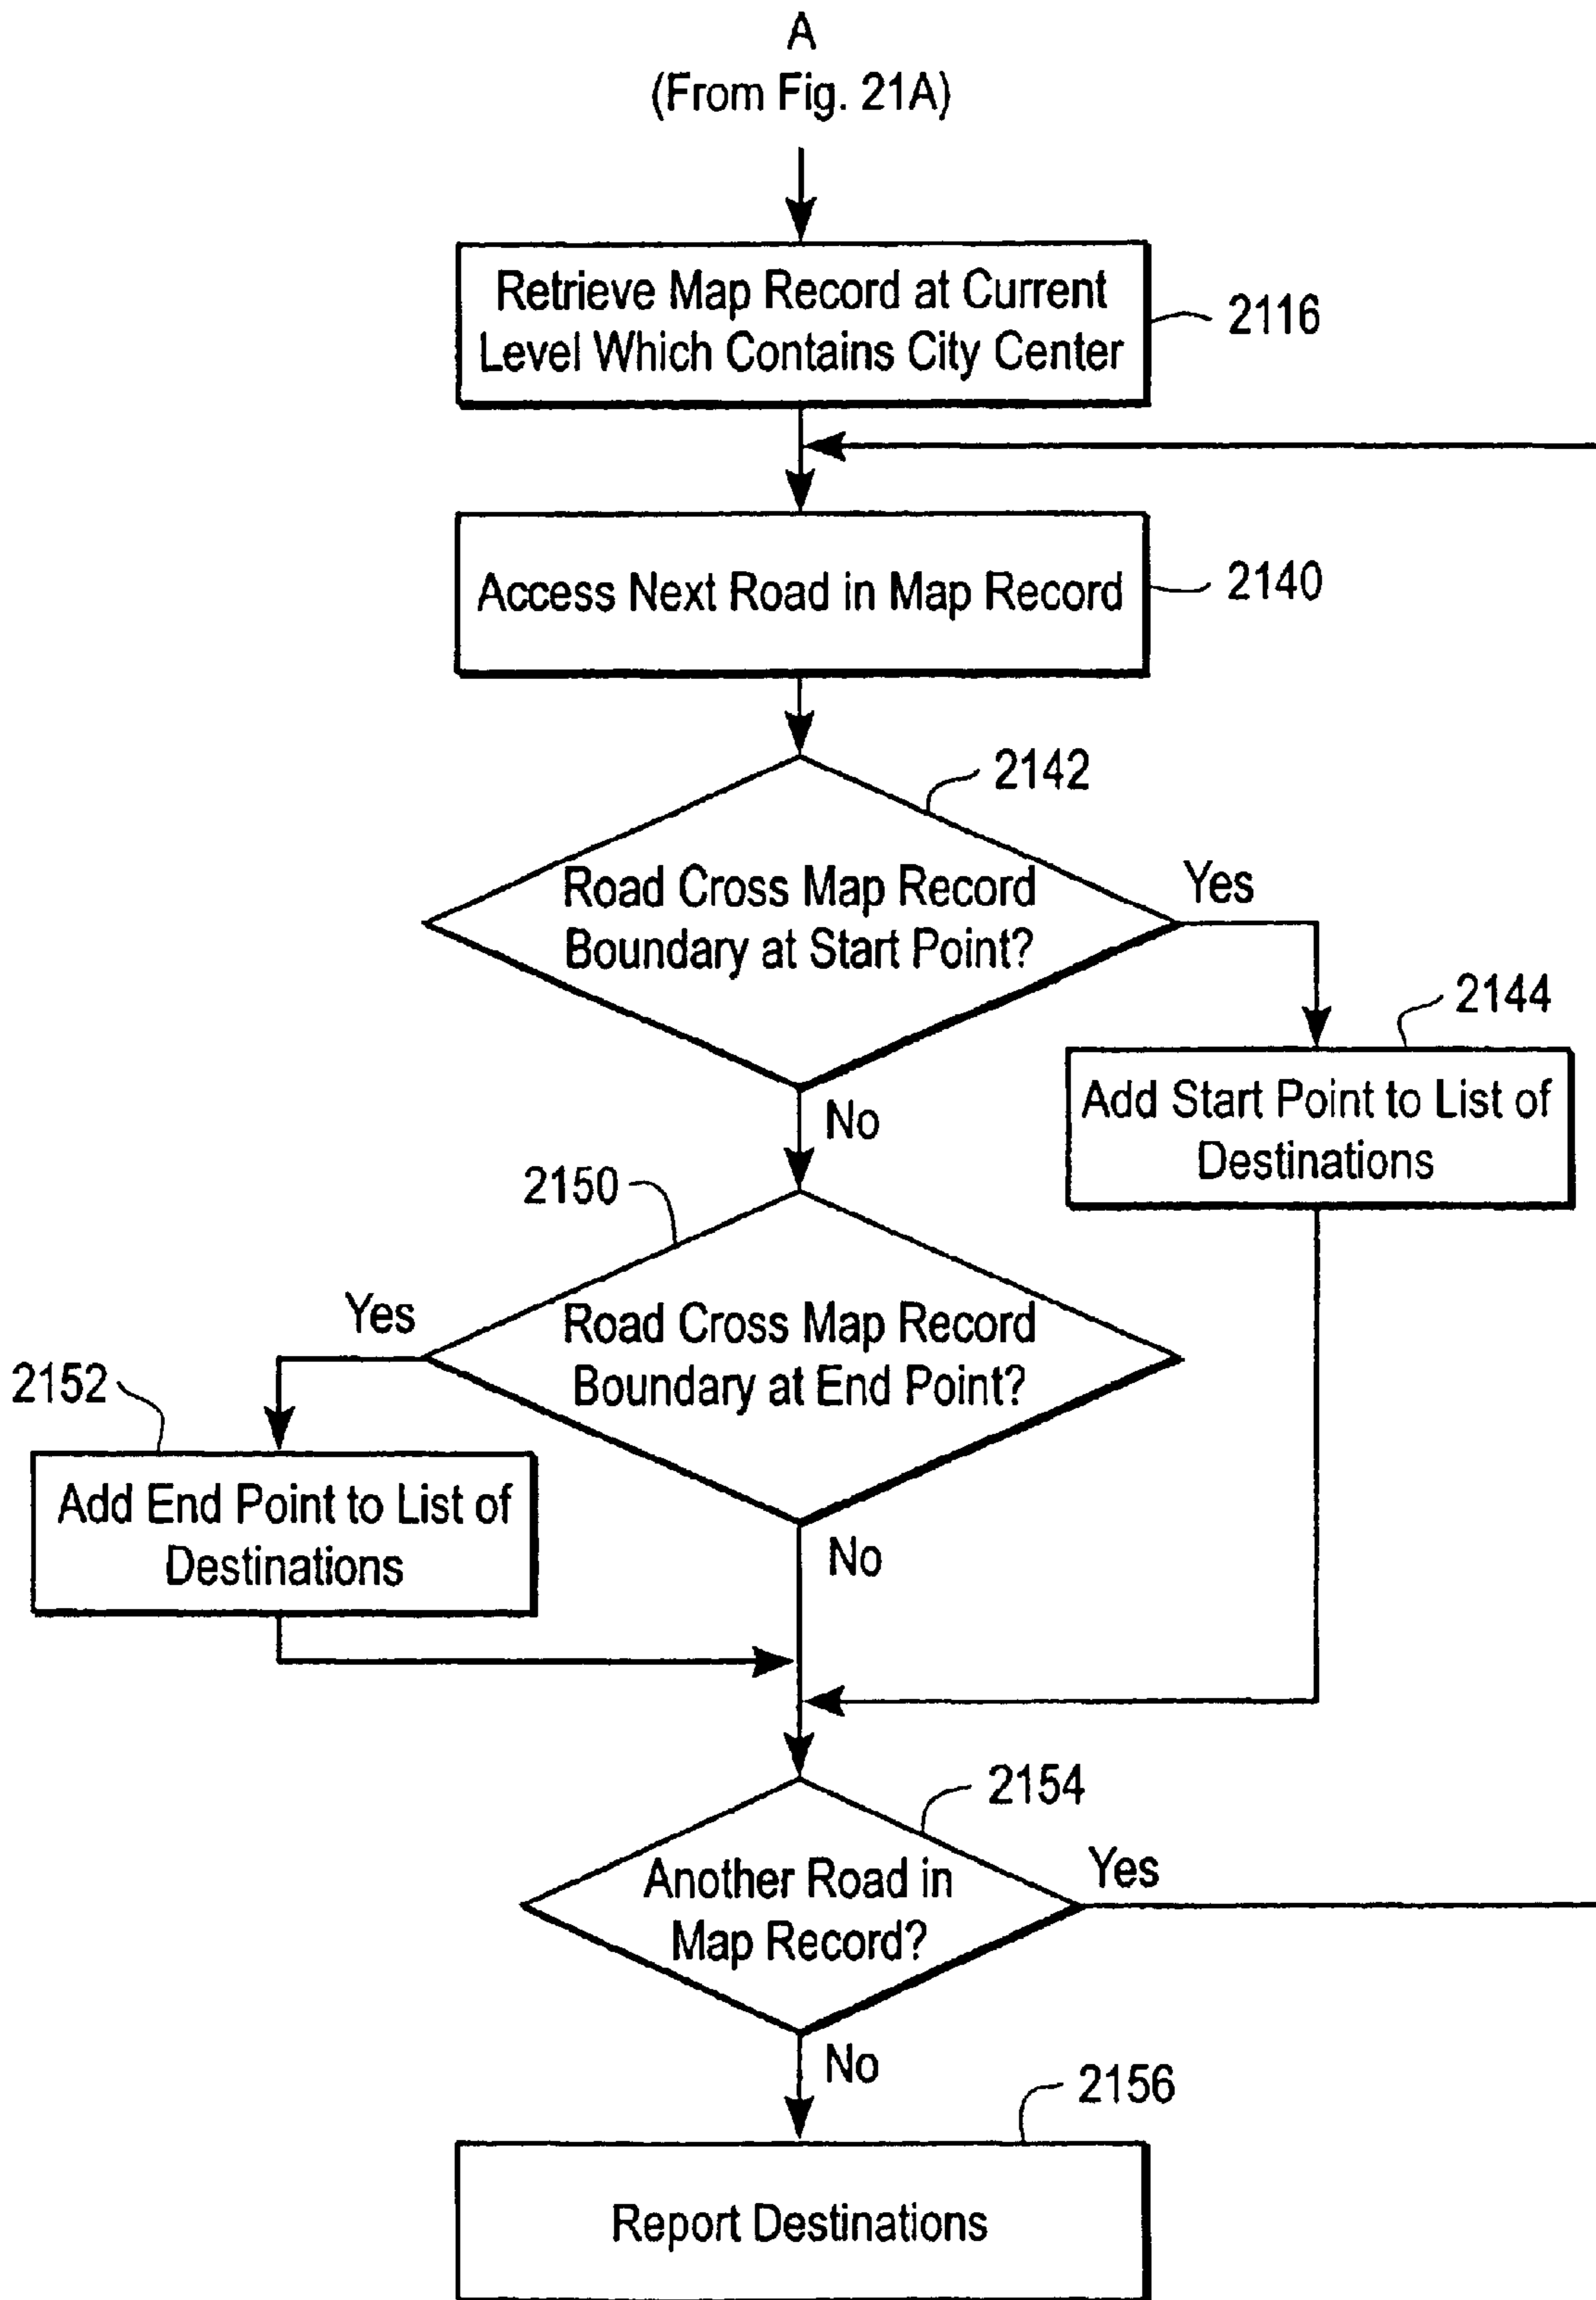 A
(From Fig. 21A)
Retrieve Map Record at Current
Level Which Contains City Center
2116
Access Next Road in Map Record
2140
2142
Road Cross Map Record
Boundary at Start Point?
Yes
2144
Add Start Point to List of
Destinations
No
2150
Road Cross Map Record
Boundary at End Point?
Yes
2152
Add End Point to List of
Destinations
No
2154
Another Road in
Map Record?
Yes
No
2156
Report Destinations